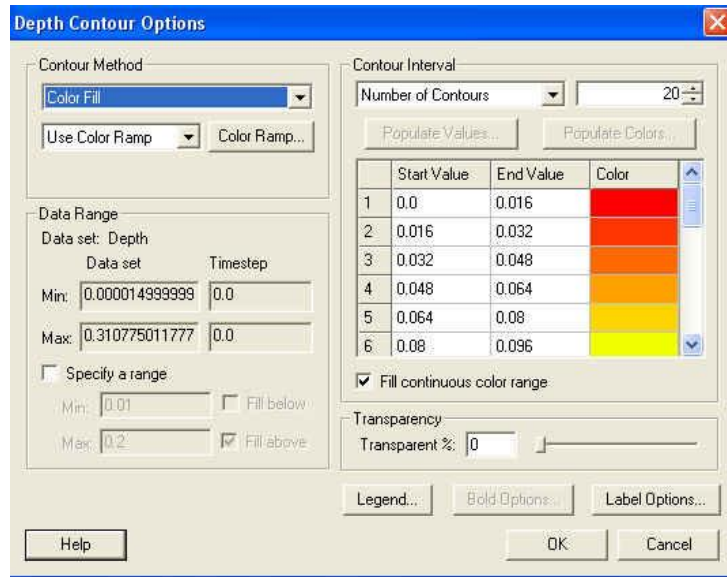 Depth Contour Options
Contour Method
Color Fill
Use Color Ramp
Color Ramp...
Data Range
Data set: Depth
Data set Timestep
Min: 0.000014999999 0.0
Max: 0.310775011777 0.0
Specify a range
Min: 0.01 Fill below
Max: 0.2 Fill above
Help
Contour Interval
Number of Contours 20
Populate Values... Populate Colors...
Start Value End Value Color
1 0.0 0.016
2 0.016 0.032
3 0.032 0.048
4 0.048 0.064
5 0.064 0.08
6 0.08 0.096
Fill continuous color range
Transparency
Transparent %: 0
Legend... Bold Options... Label Options...
OK Cancel